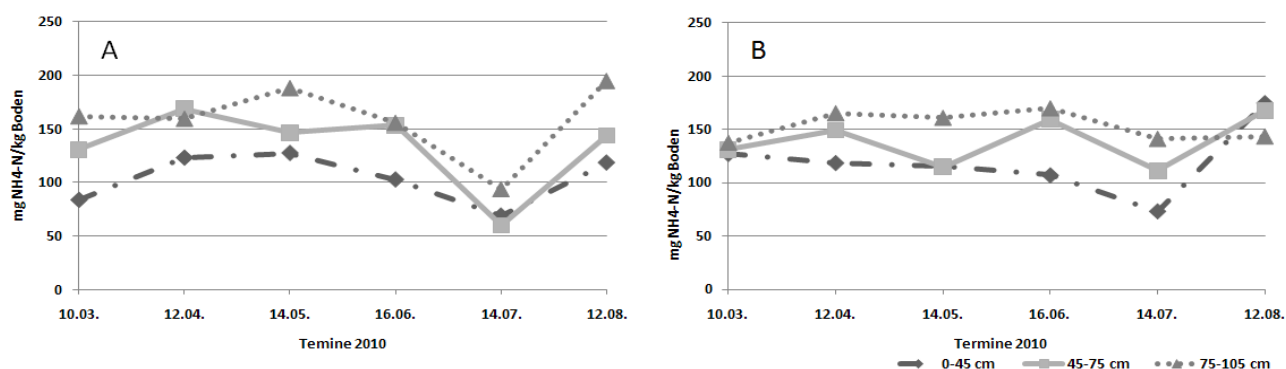 A
mg NH4-N/kg Boden
250
200
150
100
50
0
10.03. 12.04. 14.05. 16.06. 14.07. 12.08.
Temine 2010
B
mg NH4-N/kg Boden
250
200
150
100
50
0
10.03. 12.04. 14.05. 16.06. 14.07. 12.08.
Termine 2010
0-45 cm 45-75 cm 75-105 cm